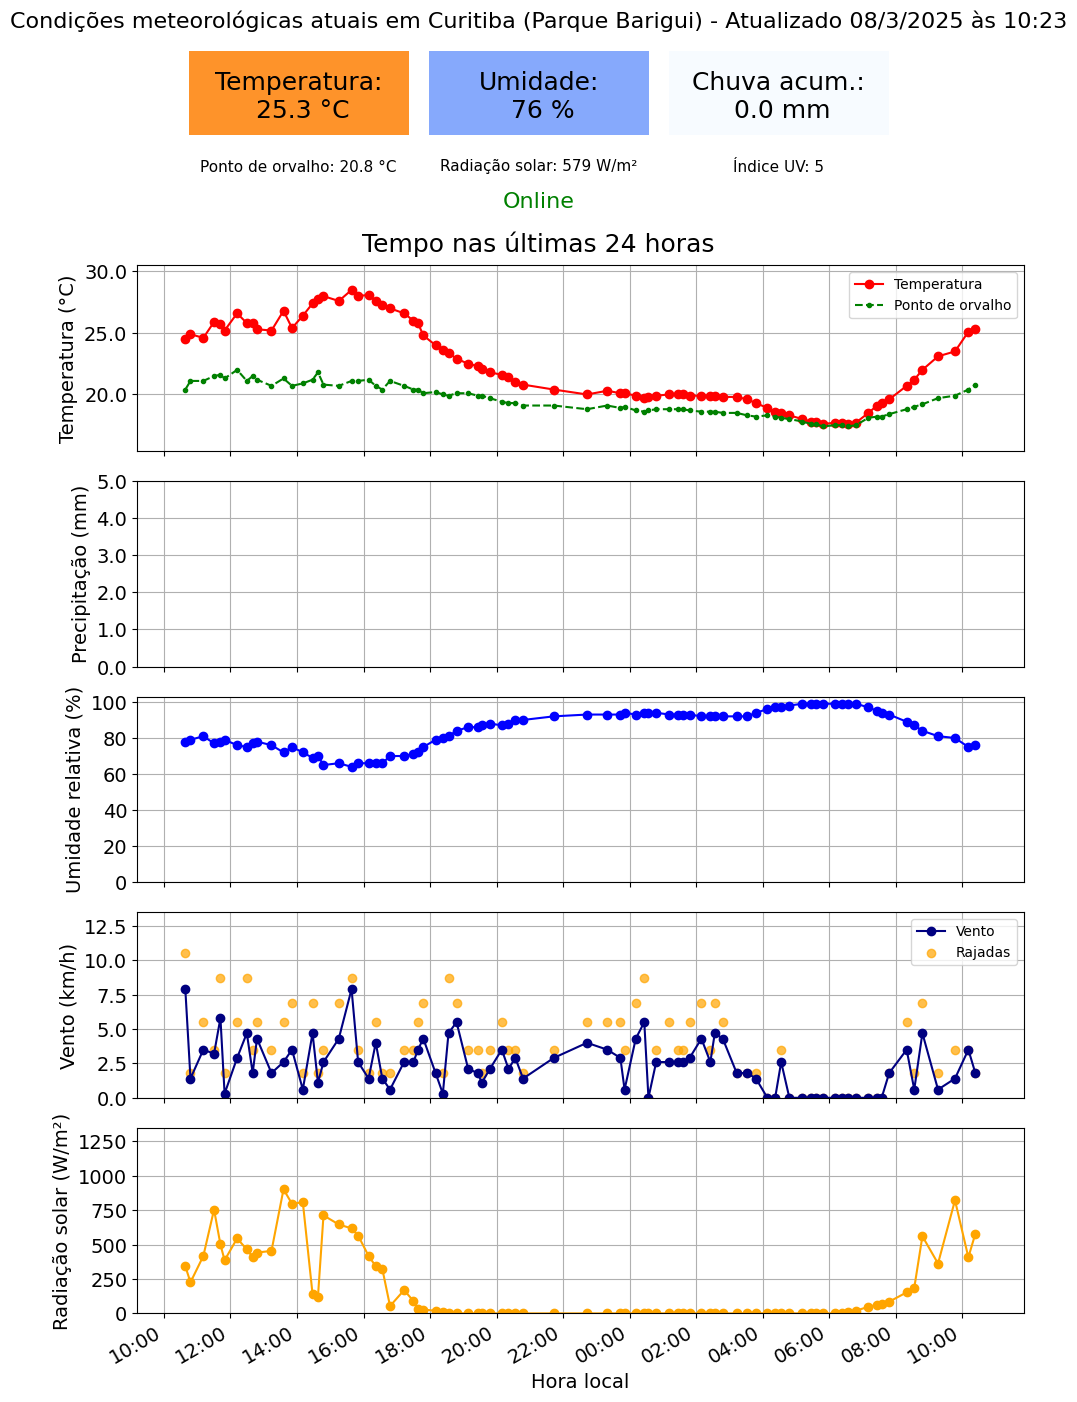 Condições meteorológicas atuais em Curitiba (Parque Barigui) - Atualizado 08/3/2025 às 10:23
Temperatura:
25.3 °C
Umidade:
76 %
Chuva acum.:
0.0 mm
Ponto de orvalho: 20.8 °C
Radiação solar: 579 W/m²
Índice UV: 5
Online
Tempo nas últimas 24 horas
Temperatura (°C)
30.0
25.0
20.0
Temperatura
Ponto de orvalho
Precipitação (mm)
5.0
4.0
3.0
2.0
1.0
0.0
Umidade relativa (%)
100
80
60
40
20
0
Vento (km/h)
12.5
10.0
7.5
5.0
2.5
0.0
Vento
Rajadas
Radiação solar (W/m²)
1250
1000
750
500
250
0
10:00
12:00
14:00
16:00
18:00
20:00
22:00
00:00
02:00
04:00
06:00
08:00
10:00
Hora local